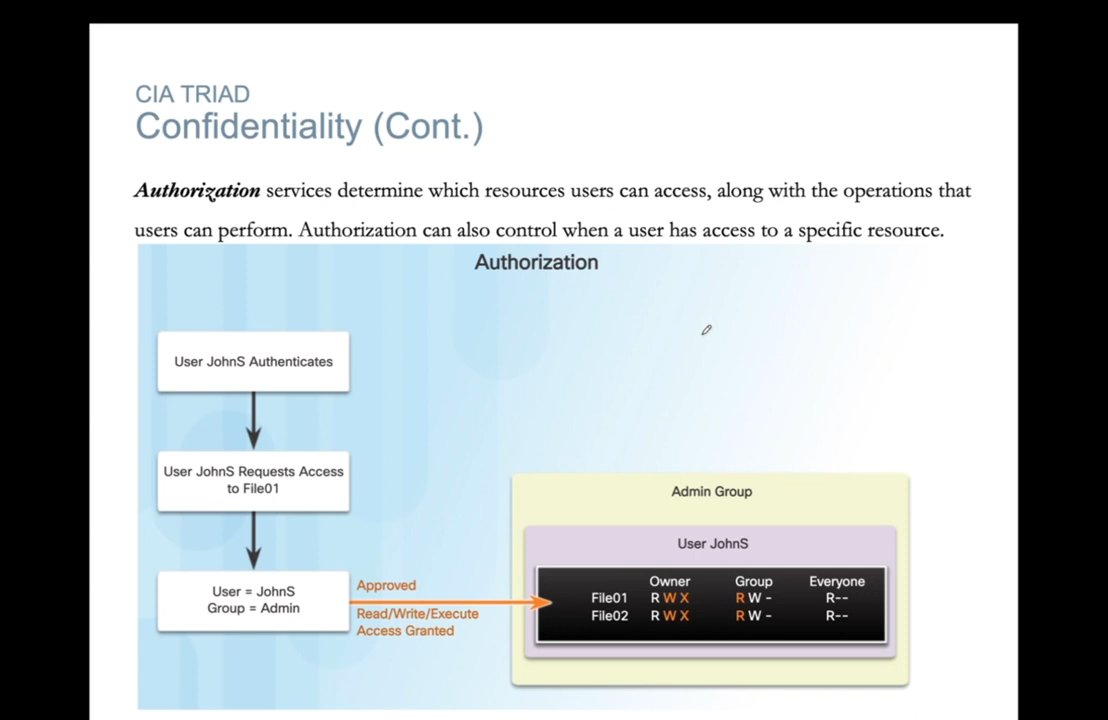 CIA TRIAD
Confidentiality (Cont.)
Authorization services determine which resources users can access, along with the operations that
users can perform. Authorization can also control when a user has access to a specific resource.
Authorization
User JohnS Authenticates
User JohnS Requests Access
to File01
User = JohnS
Group = Admin
Approved
Read/Write/Execute
Access Granted
Admin Group
User JohnS
Owner Group Everyone
File01 R W X R W - R--
File02 R W X R W - R--